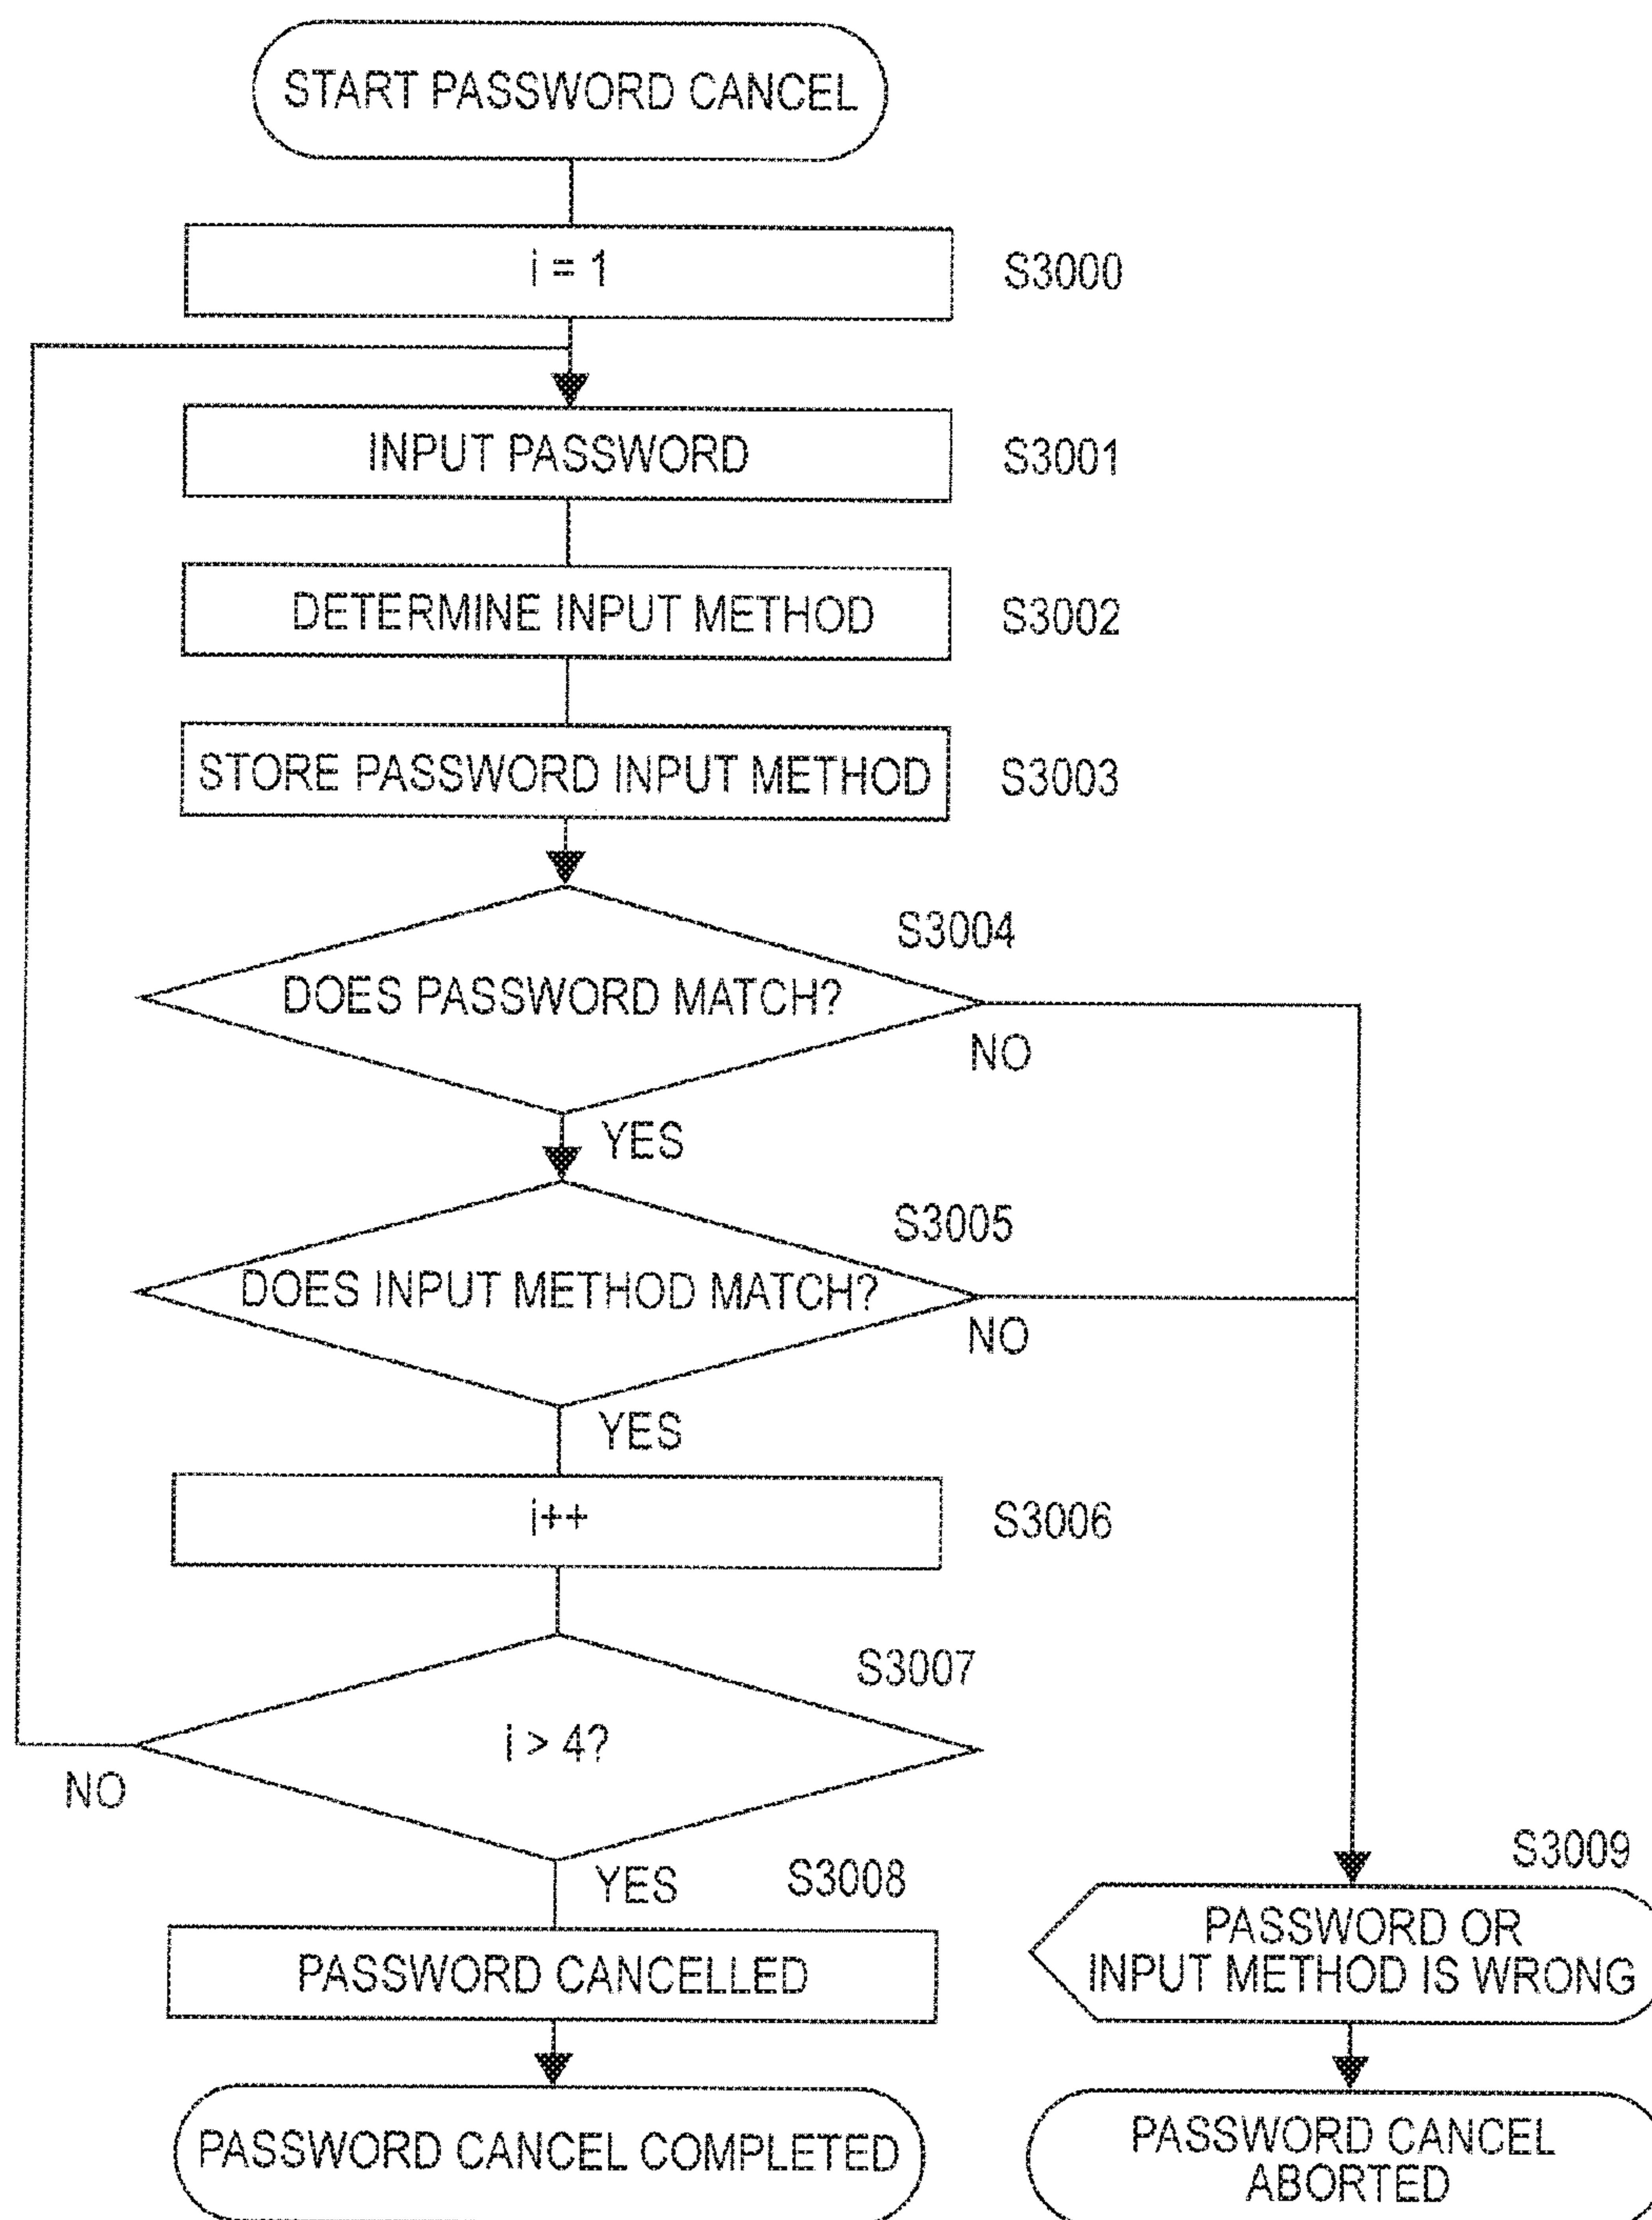 START PASSWORD CANCEL
i = 1
S3000
INPUT PASSWORD
S3001
DETERMINE INPUT METHOD
S3002
STORE PASSWORD INPUT METHOD
S3003
S3004
DOES PASSWORD MATCH?
NO
YES
S3005
DOES INPUT METHOD MATCH?
NO
YES
i++
S3006
S3007
i > 4?
NO
YES
S3008
S3009
PASSWORD CANCELLED
PASSWORD OR
INPUT METHOD IS WRONG
PASSWORD CANCEL COMPLETED
PASSWORD CANCEL
ABORTED